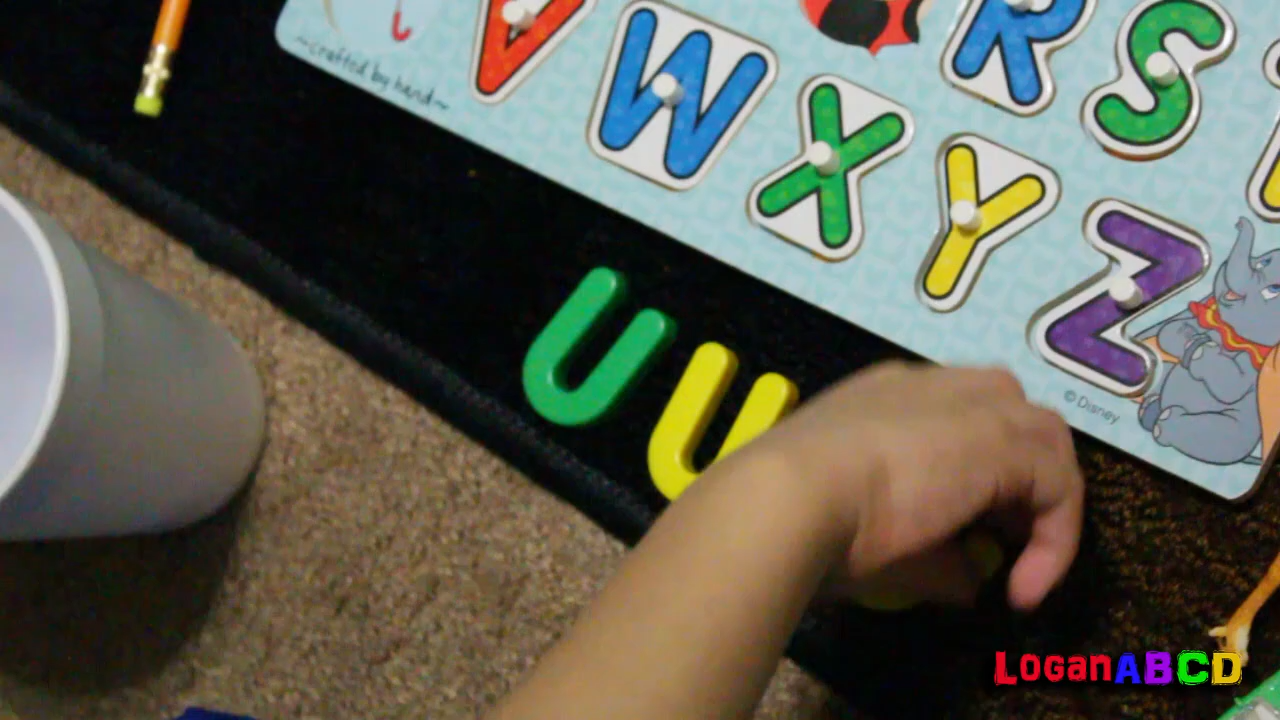 ~crafted by hand~
V W X Y Z
R S
U U
© Disney
LoganABCD